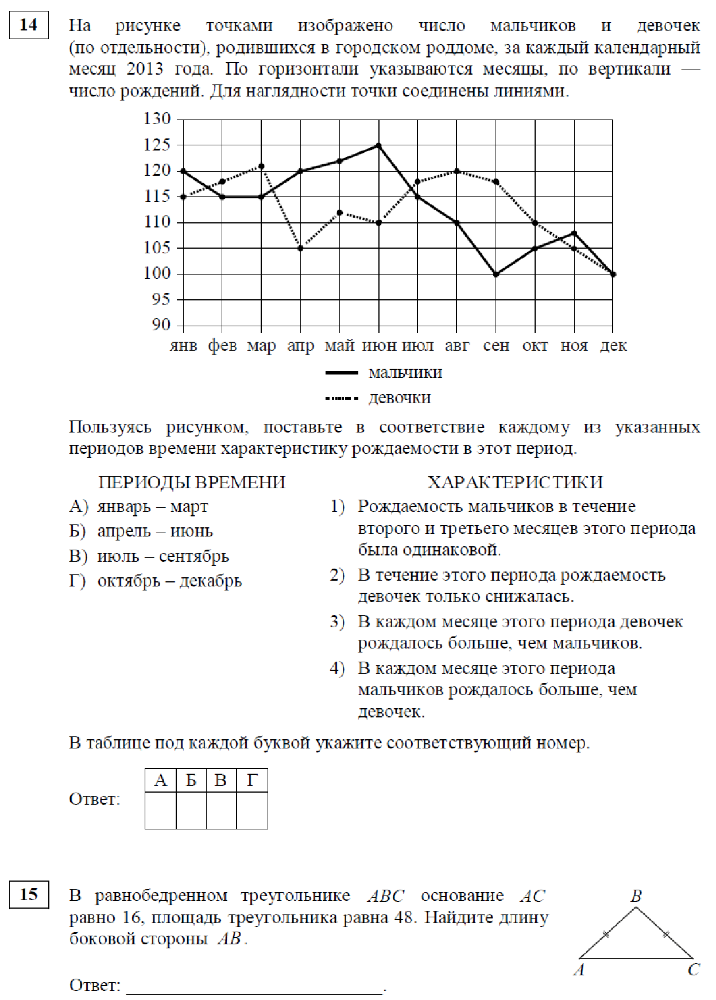 14
На рисунке точками изображено число мальчиков и девочек
(по отдельности), родившихся в городском роддоме, за каждый календарный
месяц 2013 года. По горизонтали указываются месяцы, по вертикали —
число рождений. Для наглядности точки соединены линиями.
130
125
120
115
110
105
100
95
90
янв фев мар апр май июн июл авг сен окт ноя дек
мальчики
девочки
Пользуясь рисунком, поставьте в соответствие каждому из указанных
периодов времени характеристику рождаемости в этот период.
ПЕРИОДЫ ВРЕМЕНИ
А) январь – март
Б) апрель – июнь
В) июль – сентябрь
Г) октябрь – декабрь
ХАРАКТЕРИСТИКИ
1) Рождаемость мальчиков в течение
второго и третьего месяцев этого периода
была одинаковой.
2) В течение этого периода рождаемость
девочек только снижалась.
3) В каждом месяце этого периода девочек
рождалось больше, чем мальчиков.
4) В каждом месяце этого периода
мальчиков рождалось больше, чем
девочек.
В таблице под каждой буквой укажите соответствующий номер.
Ответ:
А Б В Г
15
В равнобедренном треугольнике ABC основание AC
равно 16, площадь треугольника равна 48. Найдите длину
боковой стороны AB.
B
A
C
Ответ: ____________________________.